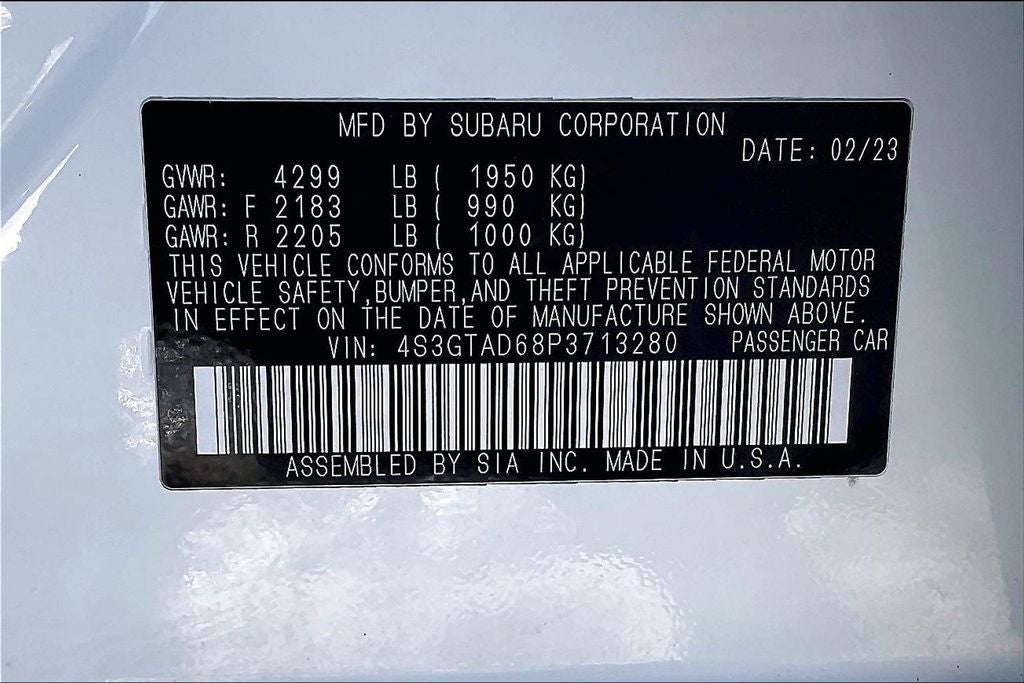 MFD BY SUBARU CORPORATION
DATE: 02/23
GVWR: 4299 LB ( 1950 KG)
GAWR: F 2183 LB ( 990 KG)
GAWR: R 2205 LB ( 1000 KG)
THIS VEHICLE CONFORMS TO ALL APPLICABLE FEDERAL MOTOR
VEHICLE SAFETY,BUMPER,AND THEFT PREVENTION STANDARDS
IN EFFECT ON THE DATE OF MANUFACTURE SHOWN ABOVE.
VIN: 4S3GTAD68P3713280 PASSENGER CAR
ASSEMBLED BY SIA INC. MADE IN U.S.A.